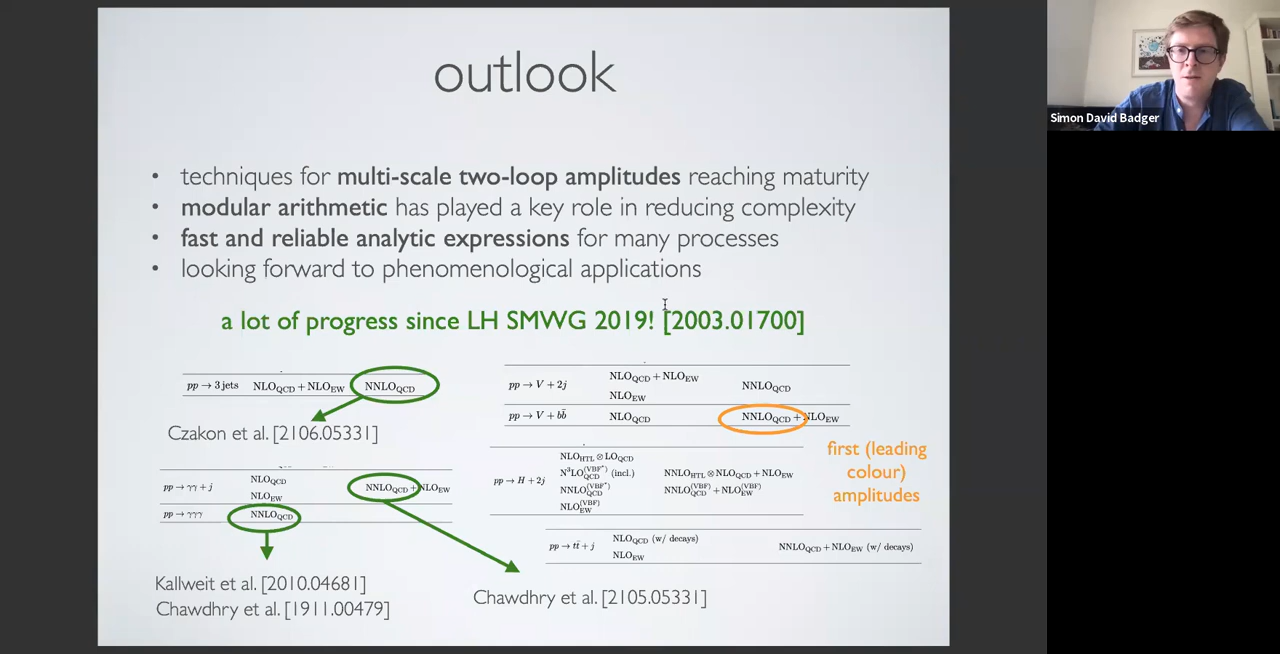 outlook
• techniques for multi-scale two-loop amplitudes reaching maturity
• modular arithmetic has played a key role in reducing complexity
• fast and reliable analytic expressions for many processes
• looking forward to phenomenological applications
a lot of progress since LH SMWG 2019! [2003.01700]
pp → 3 jets NLO_QCD + NLO_EW NNLO_QCD
Czakon et al. [2106.05331]
pp → γγ + j NLO_QCD NNLO_QCD + NLO_EW
NLO_EW
pp → γγγ NNLO_QCD
Kallweit et al. [2010.04681]
Chawdhry et al. [1911.00479]
Chawdhry et al. [2105.05331]
pp → V + 2j NLO_QCD + NLO_EW NNLO_QCD
NLO_EW
pp → V + bb̄ NLO_QCD NNLO_QCD + NLO_EW
first (leading
colour)
amplitudes
NLO_HTL ⊗ LO_QCD
pp → H + 2j N³LO_QCD^(VBF*) (incl.) NNLO_HTL ⊗ NLO_QCD + NLO_EW
NNLO_QCD^(VBF*) NNLO_QCD^(VBF) + NLO_EW^(VBF)
NLO_EW^(VBF)
pp → tt̄ + j NLO_QCD (w/ decays) NNLO_QCD + NLO_EW (w/ decays)
NLO_EW
Simon David Badger